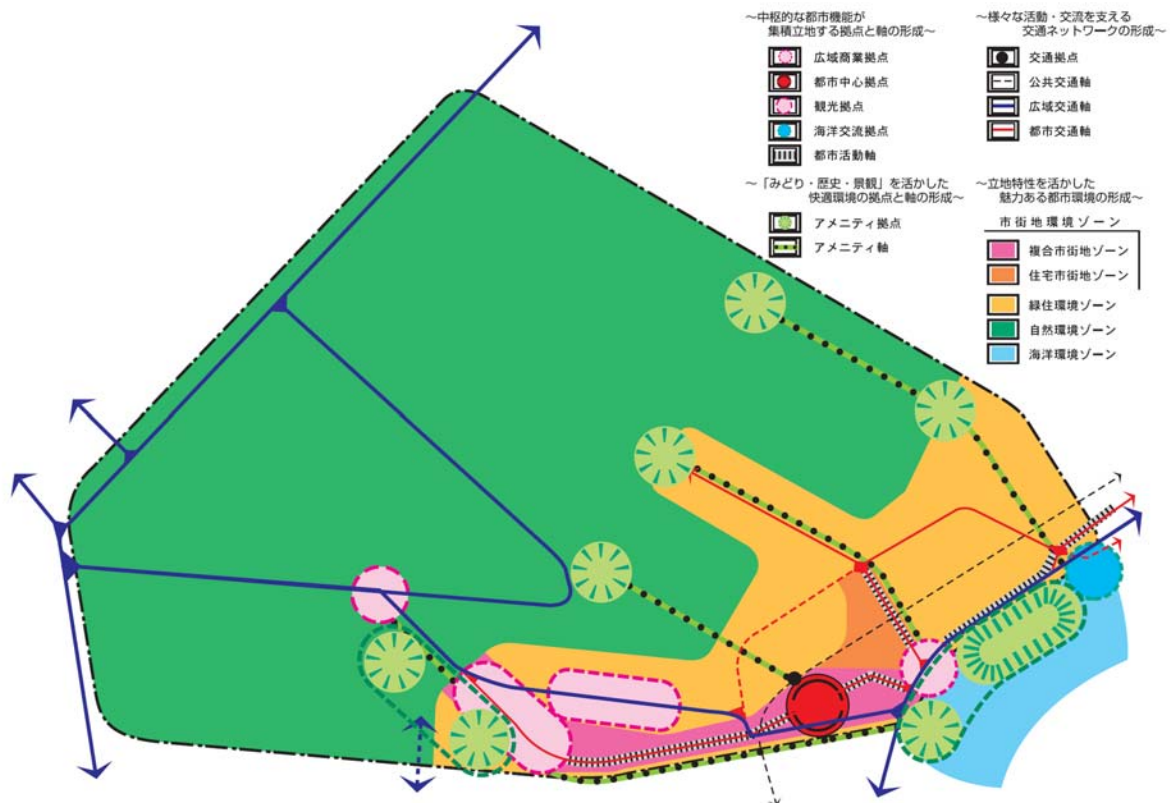 ～中枢的な都市機能が
集積立地する拠点と軸の形成～
広域商業拠点
都市中心拠点
観光拠点
海洋交流拠点
都市活動軸
～「みどり・歴史・景観」を活かした
快適環境の拠点と軸の形成～
アメニティ拠点
アメニティ軸
～様々な活動・交流を支える
交通ネットワークの形成～
交通拠点
公共交通軸
広域交通軸
都市交通軸
～立地特性を活かした
魅力ある都市環境の形成～
市街地環境ゾーン
複合市街地ゾーン
住宅市街地ゾーン
緑住環境ゾーン
自然環境ゾーン
海洋環境ゾーン